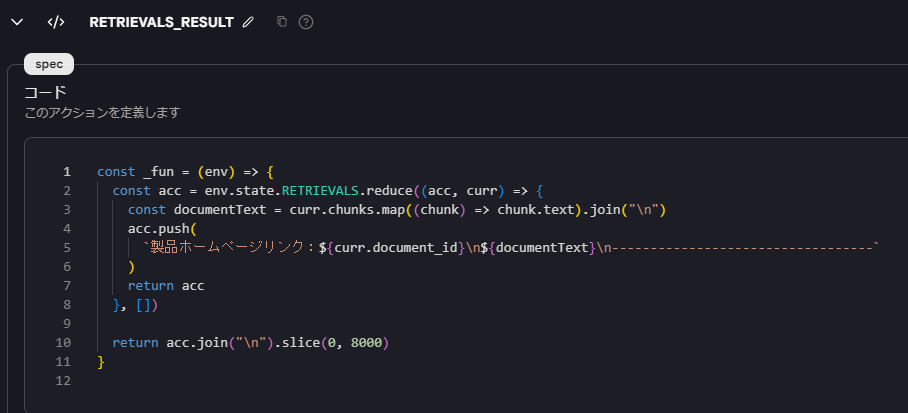 RETRIEVALS_RESULT
spec
コード
このアクションを定義します
1 const _fun = (env) => {
2   const acc = env.state.RETRIEVALS.reduce((acc, curr) => {
3     const documentText = curr.chunks.map((chunk) => chunk.text).join("\n")
4     acc.push(
5       `製品ホームページリンク：${curr.document_id}\n${documentText}\n----------------------------------`
6     )
7     return acc
8   }, [])
9
10   return acc.join("\n").slice(0, 8000)
11 }
12